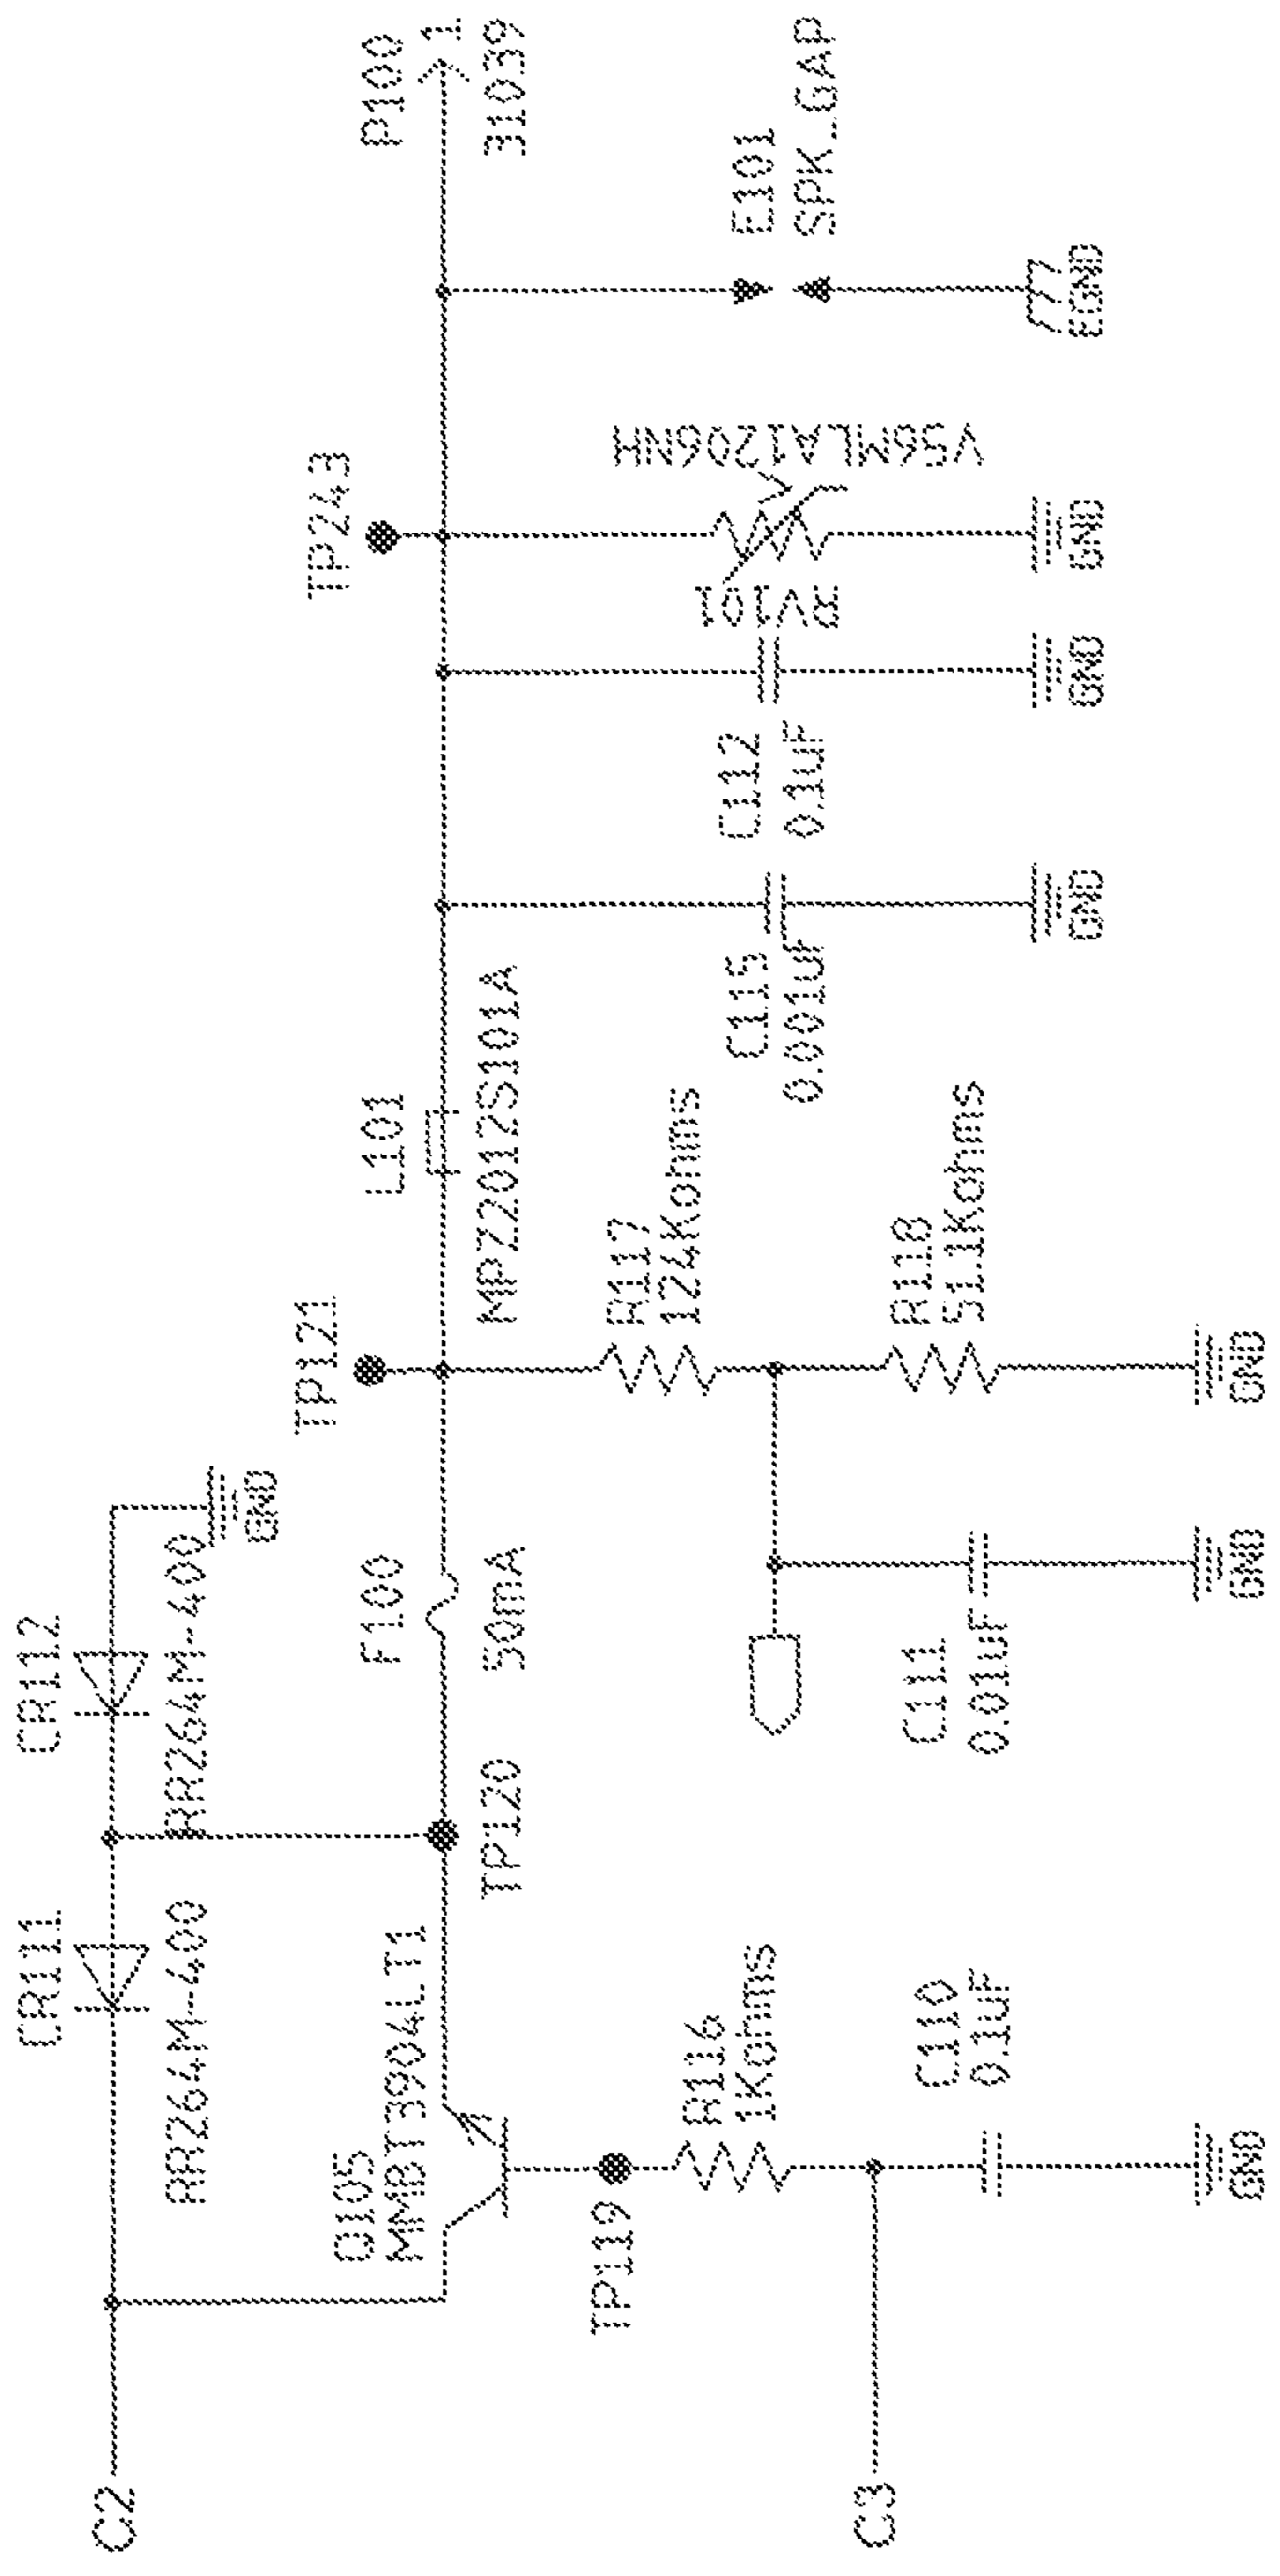 CR111
RR264M-400
CR112
RR264M-400
GND
C2
Q105
MMBT3904LT1
TP120
F100
50mA
TP121
L101
MPZ2012S101A
TP243
P100
1
31039
TP119
R116
1Kohms
C3
C110
0.1uF
GND
C111
0.01uF
GND
R117
124Kohms
R118
51.1Kohms
GND
C115
0.001uF
GND
C112
0.1uF
GND
RV101
V56MLA1206NH
GND
E101
SPK_GAP
EGND